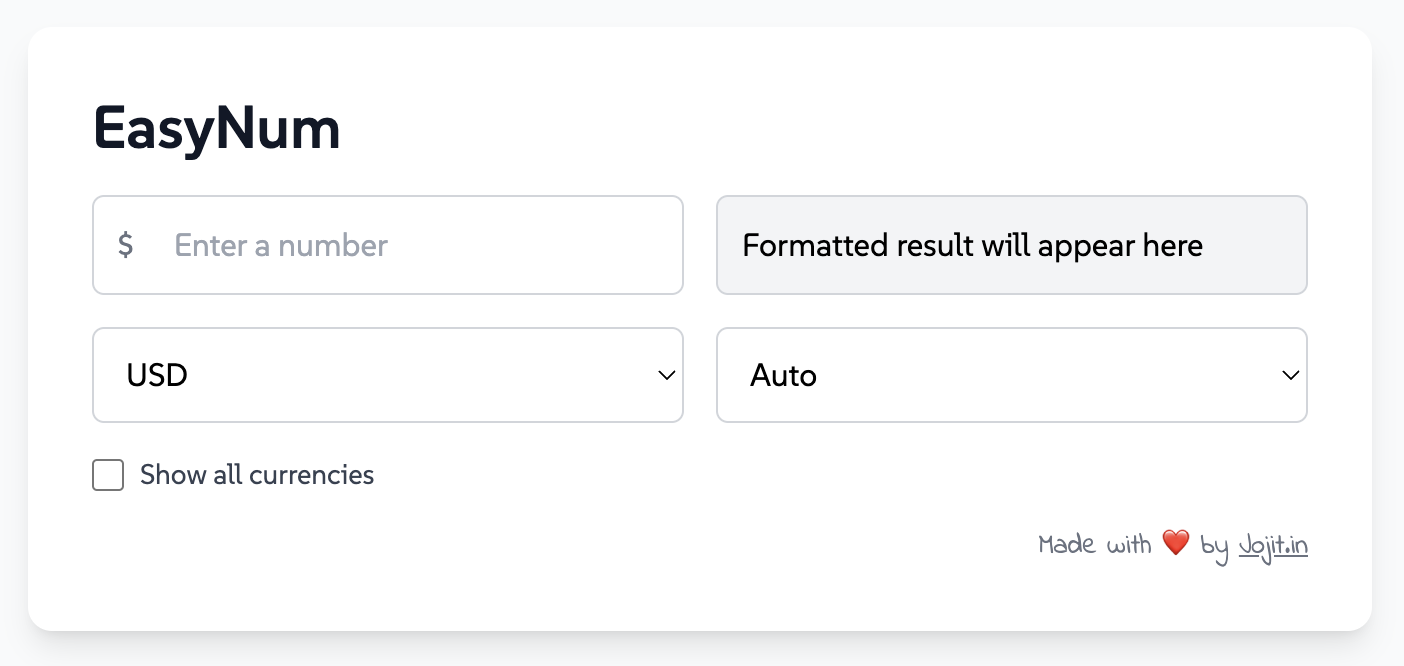 EasyNum
$ Enter a number
Formatted result will appear here
USD
Auto
Show all currencies
Made with ❤️ by Jojit.in